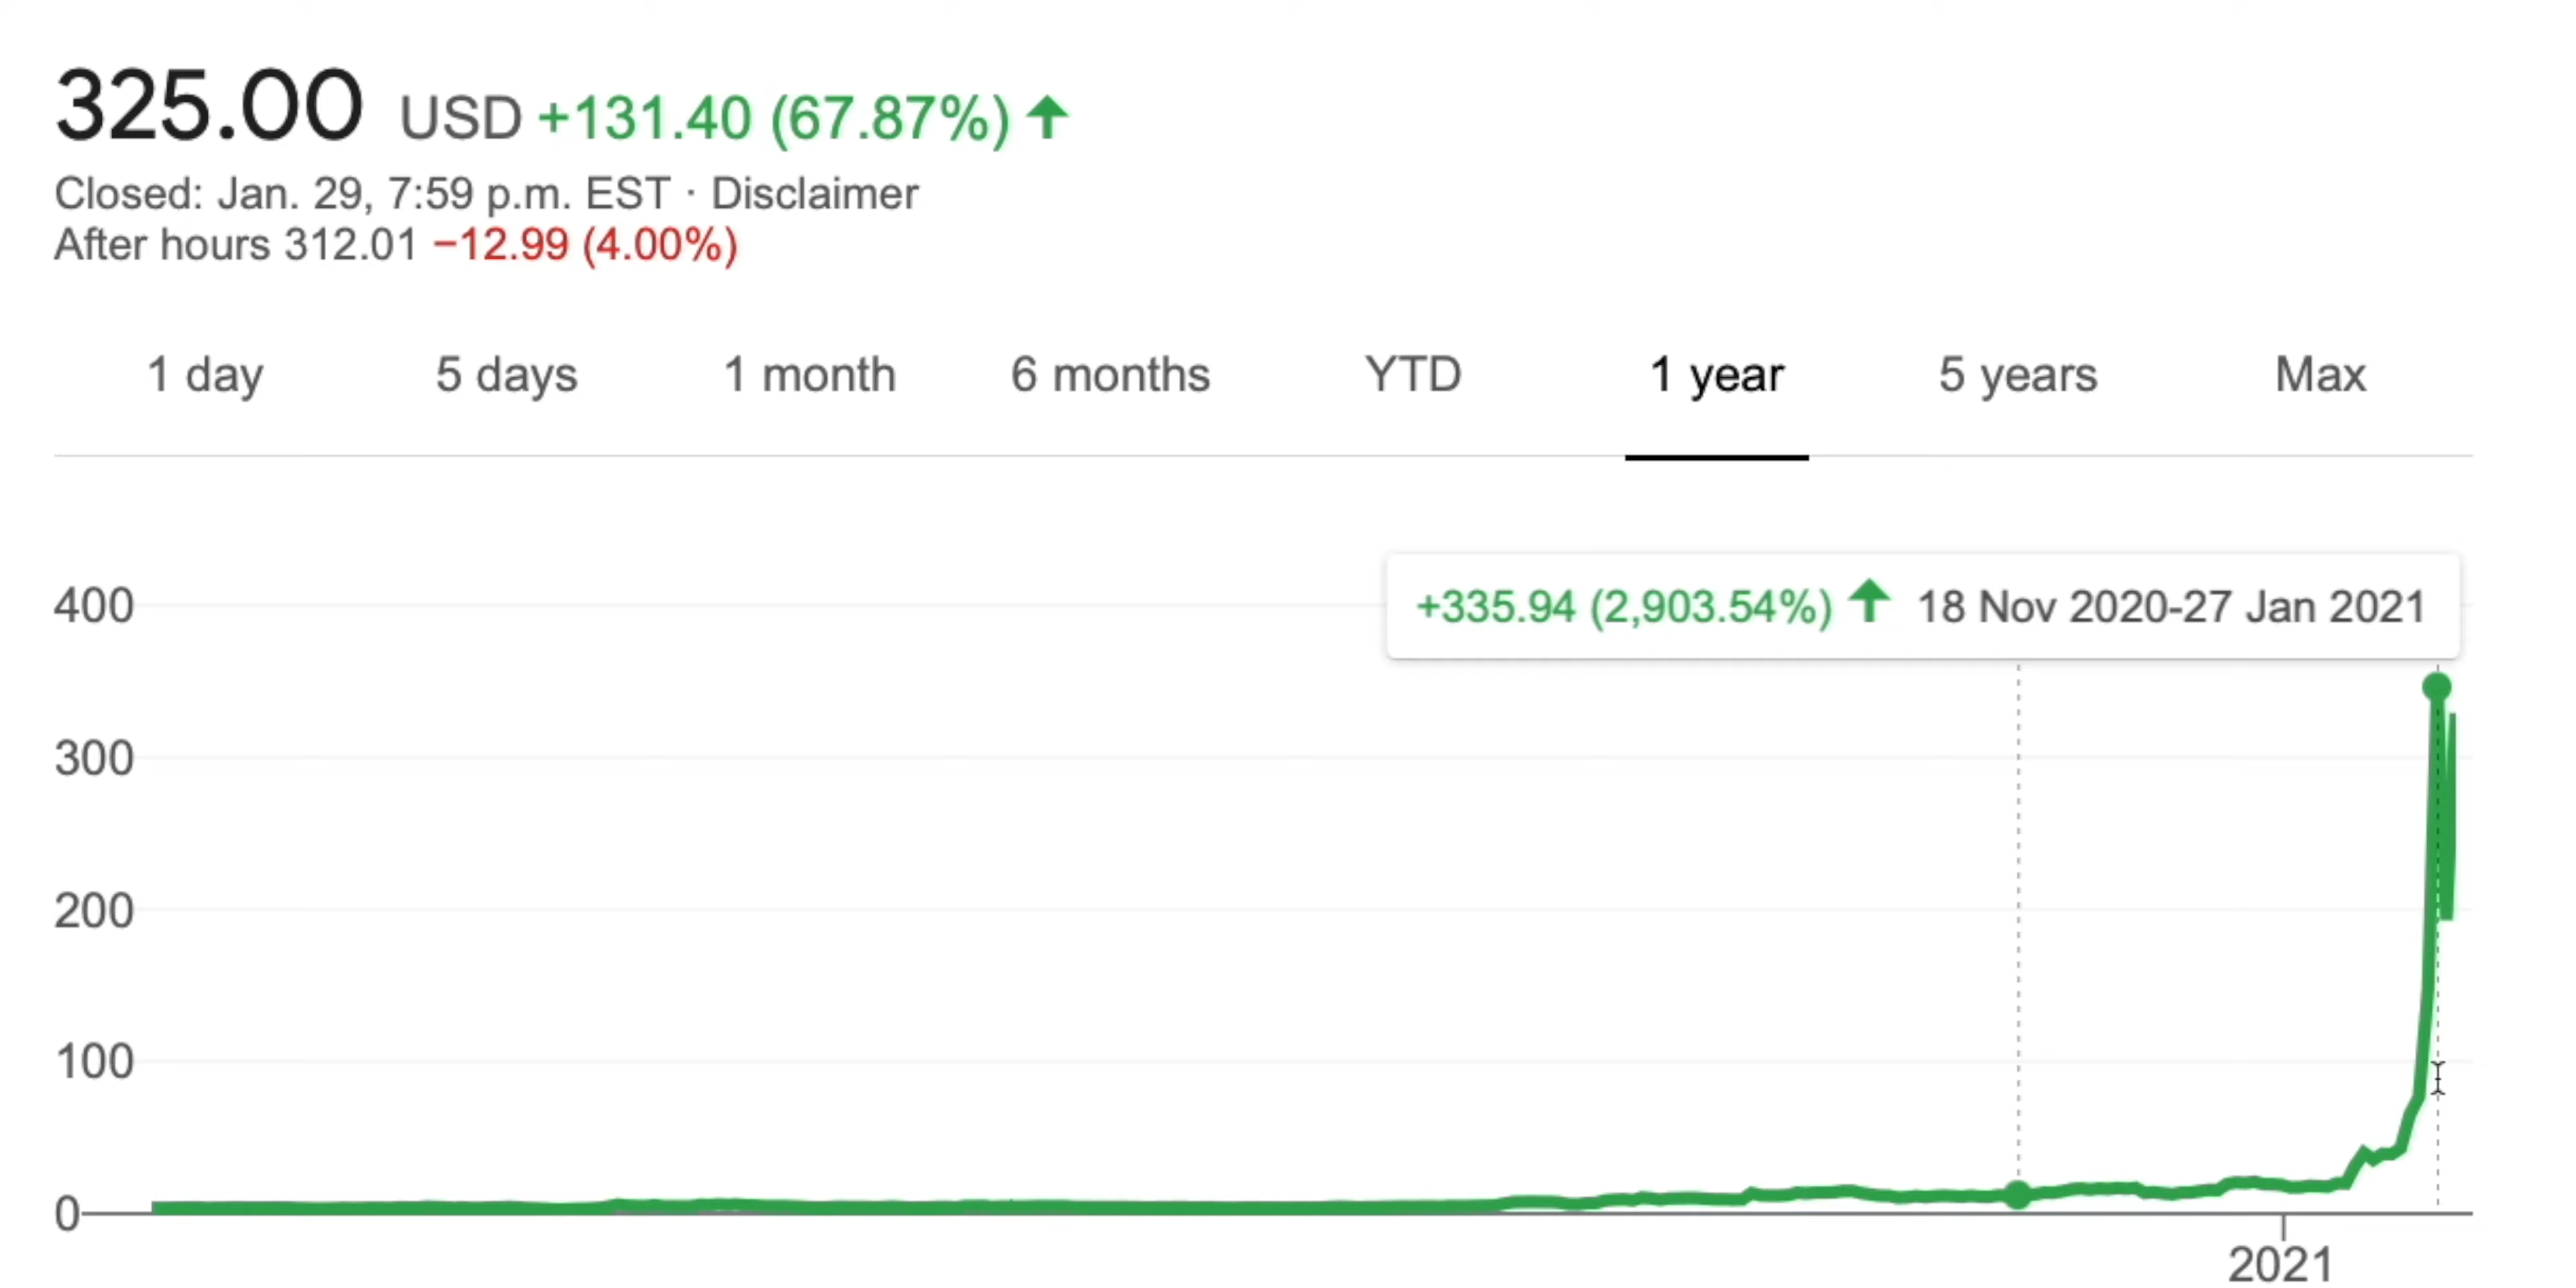 325.00 USD +131.40 (67.87%)
Closed: Jan. 29, 7:59 p.m. EST · Disclaimer
After hours 312.01 −12.99 (4.00%)
1 day 5 days 1 month 6 months YTD 1 year 5 years Max
+335.94 (2,903.54%) 18 Nov 2020-27 Jan 2021
400
300
200
100
0
2021